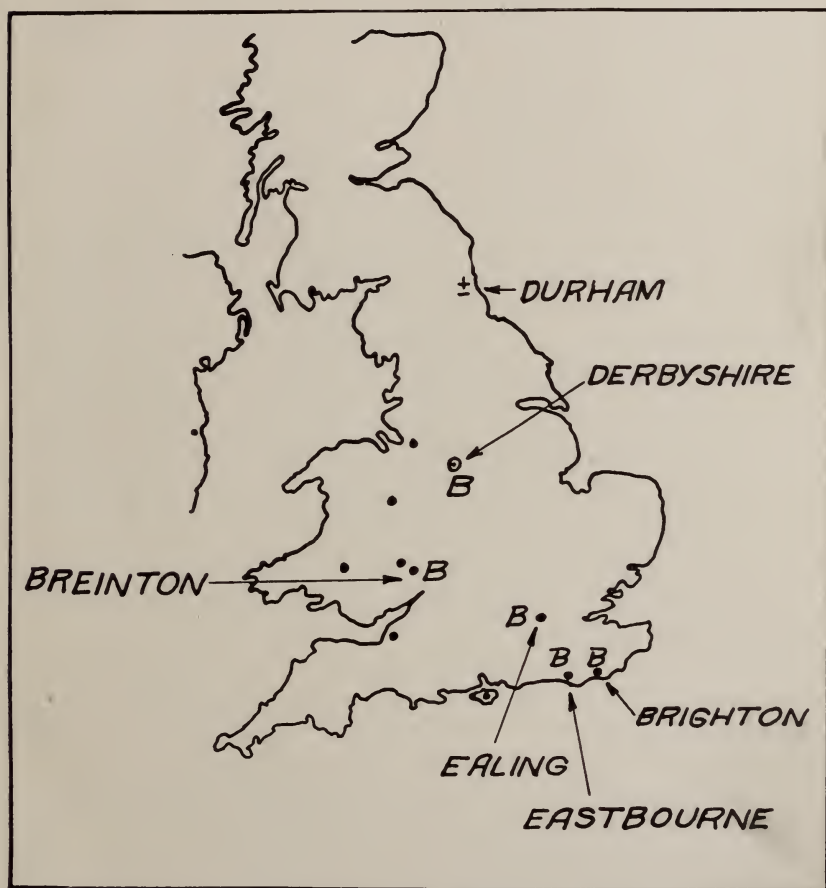 ± DURHAM
DERBYSHIRE
B
BREINTON B
B
B B
BRIGHTON
EALING
EASTBOURNE